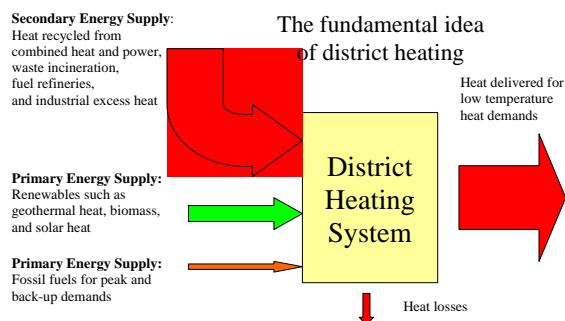 The fundamental idea
of district heating
Secondary Energy Supply:
Heat recycled from
combined heat and power,
waste incineration,
fuel refineries,
and industrial excess heat
Primary Energy Supply:
Renewables such as
geothermal heat, biomass,
and solar heat
Primary Energy Supply:
Fossil fuels for peak and
back-up demands
District
Heating
System
Heat delivered for
low temperature
heat demands
Heat losses